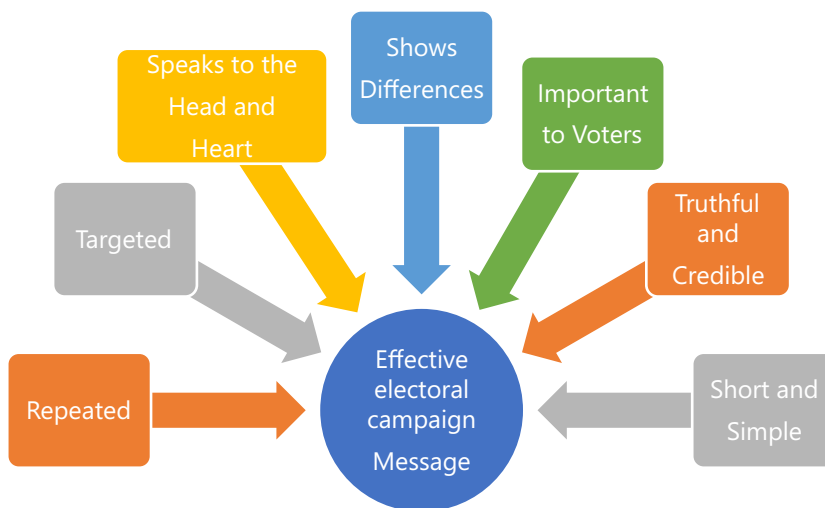 Shows
Differences
Speaks to the
Head and
Heart
Important
to Voters
Targeted
Truthful
and
Credible
Repeated
Effective
electoral
campaign
Message
Short and
Simple